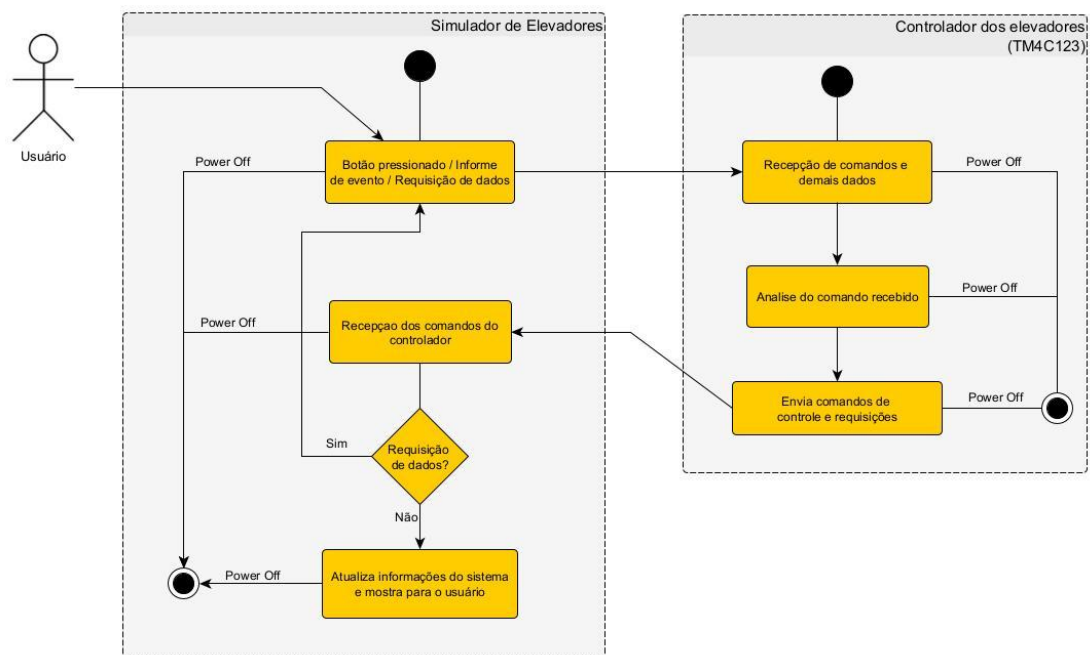 Simulador de Elevadores
Controlador dos elevadores
(TM4C123)
Usuário
Power Off
Botão pressionado / Informe
de evento / Requisição de dados
Recepção de comandos e
demais dados
Power Off
Analise do comando recebido
Power Off
Power Off
Recepçao dos comandos do
controlador
Envia comandos de
controle e requisições
Power Off
Sim
Requisição
de dados?
Não
Power Off
Atualiza informações do sistema
e mostra para o usuário